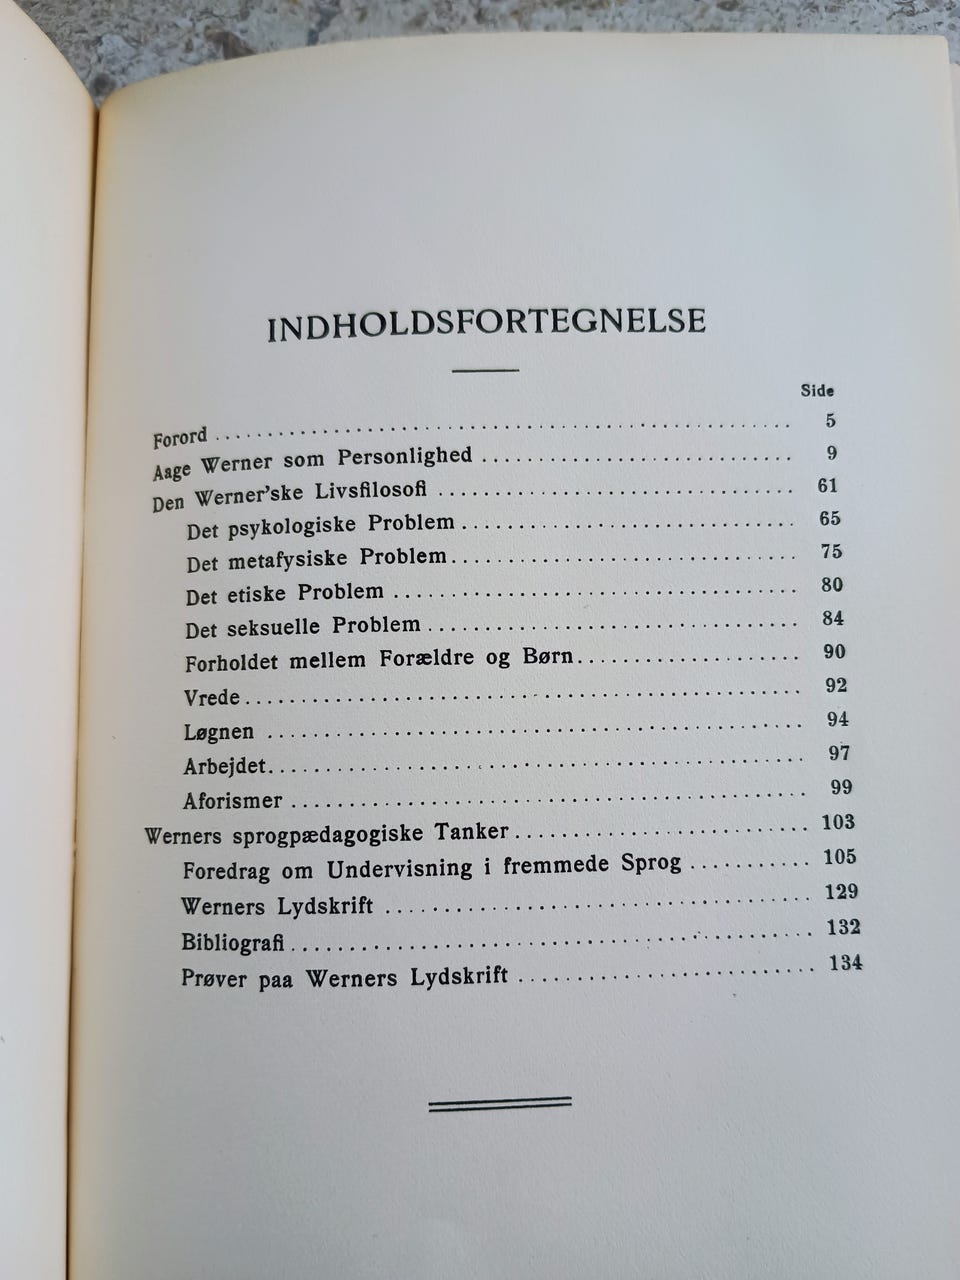 INDHOLDSFORTEGNELSE
Side
Forord . . . . . . . . . . . . . . . . . . . . . . . . . . . . . . . . . . . . . . . . . . . . 5
Aage Werner som Personlighed . . . . . . . . . . . . . . . . . . . . . . . . 9
Den Werner'ske Livsfilosofi . . . . . . . . . . . . . . . . . . . . . . . . . . . 61
Det psykologiske Problem . . . . . . . . . . . . . . . . . . . . . . . . . . 65
Det metafysiske Problem . . . . . . . . . . . . . . . . . . . . . . . . . . . 75
Det etiske Problem . . . . . . . . . . . . . . . . . . . . . . . . . . . . . . . 80
Det seksuelle Problem . . . . . . . . . . . . . . . . . . . . . . . . . . . . 84
Forholdet mellem Forældre og Børn . . . . . . . . . . . . . . . . . 90
Vrede . . . . . . . . . . . . . . . . . . . . . . . . . . . . . . . . . . . . . . . . . 92
Løgnen . . . . . . . . . . . . . . . . . . . . . . . . . . . . . . . . . . . . . . . . 94
Arbejdet . . . . . . . . . . . . . . . . . . . . . . . . . . . . . . . . . . . . . . . 97
Aforismer . . . . . . . . . . . . . . . . . . . . . . . . . . . . . . . . . . . . . . 99
Werners sprogpædagogiske Tanker . . . . . . . . . . . . . . . . . . . . . . 103
Foredrag om Undervisning i fremmede Sprog . . . . . . . . . . 105
Werners Lydskrift . . . . . . . . . . . . . . . . . . . . . . . . . . . . . . . . 129
Bibliografi . . . . . . . . . . . . . . . . . . . . . . . . . . . . . . . . . . . . . . 132
Prøver paa Werners Lydskrift . . . . . . . . . . . . . . . . . . . . . . 134